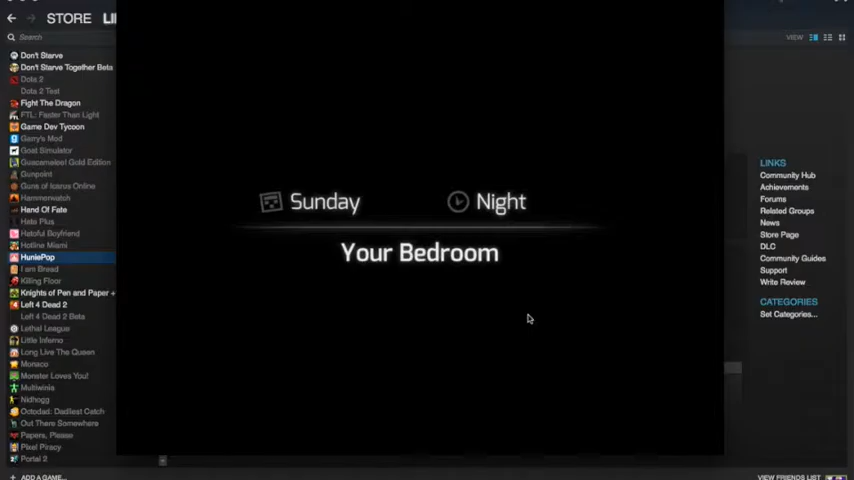 STORE
Search
VIEW
Don't Starve
Don't Starve Together Beta
Dota 2
Dota 2 Test
Fight The Dragon
FTL: Faster Than Light
Game Dev Tycoon
Garry's Mod
Goat Simulator
Guacamelee! Gold Edition
Gunpoint
Guns of Icarus Online
Hammerwatch
Hand Of Fate
Hate Plus
Hatoful Boyfriend
Hotline Miami
HuniePop
I am Bread
Killing Floor
Knights of Pen and Paper +
Left 4 Dead 2
Left 4 Dead 2 Beta
Lethal League
Little Inferno
Long Live The Queen
Monaco
Monster Loves You!
Multiwinia
Nidhogg
Octodad: Dadliest Catch
Out There Somewhere
Papers, Please
Pixel Piracy
Portal 2
ADD A GAME...
Sunday
Night
Your Bedroom
LINKS
Community Hub
Achievements
Forums
Related Groups
News
Store Page
DLC
Community Guides
Support
Write Review
CATEGORIES
Set Categories...
VIEW FRIENDS LIST